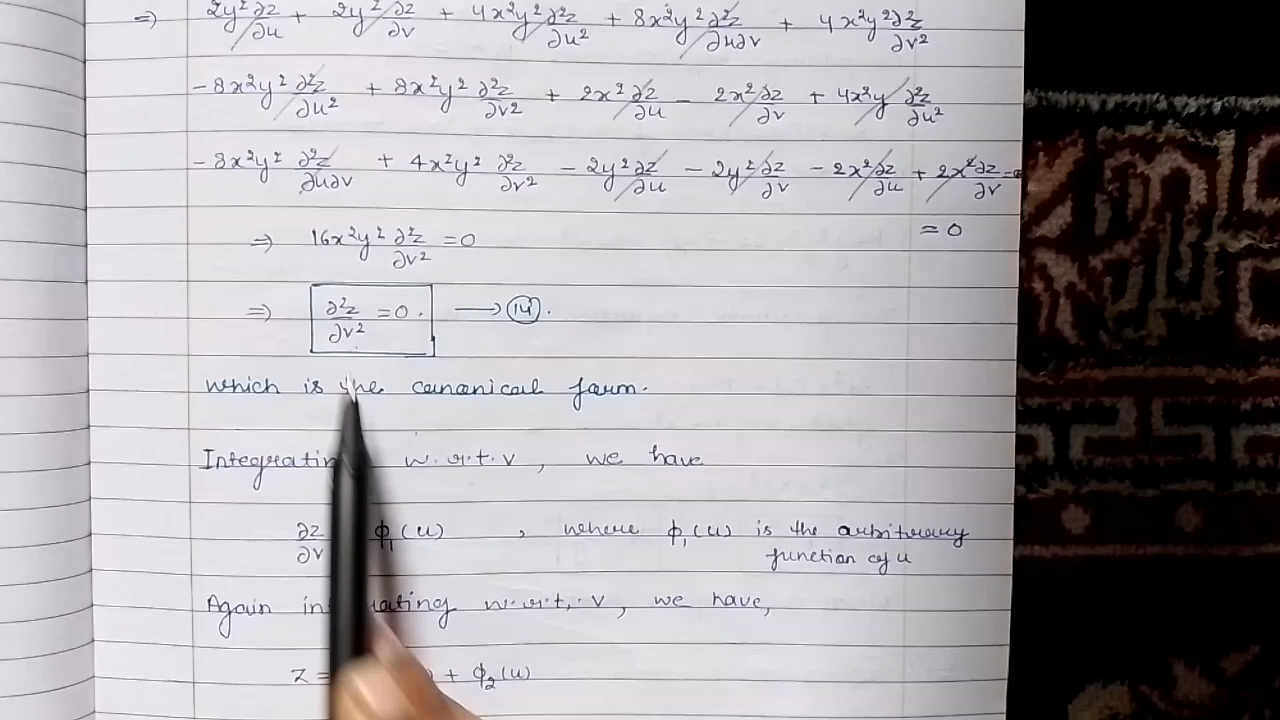 ⇒ 2y² ∂z/∂u + 2y² ∂z/∂v + 4x²y² ∂²z/∂u² + 8x²y² ∂²z/∂u∂v + 4x²y² ∂²z/∂v²
- 8x²y² ∂²z/∂u² + 8x²y² ∂²z/∂v² + 2x² ∂z/∂u - 2x² ∂z/∂v + 4x²y ∂²z/∂u²
- 8x²y² ∂²z/∂u∂v + 4x²y² ∂²z/∂v² - 2y² ∂z/∂u - 2y² ∂z/∂v - 2x² ∂z/∂u + 2x² ∂z/∂v
= 0
⇒ 16x²y² ∂²z/∂v² = 0
⇒ ∂²z/∂v² = 0. → (14).
which is the canonical form.
Integratin w.r.t. v, we have
∂z/∂v ϕ₁(u), where ϕ₁(u) is the arbitrary
function of u
Again in ating w.r.t. v, we have,
z = ) + ϕ₂(u)